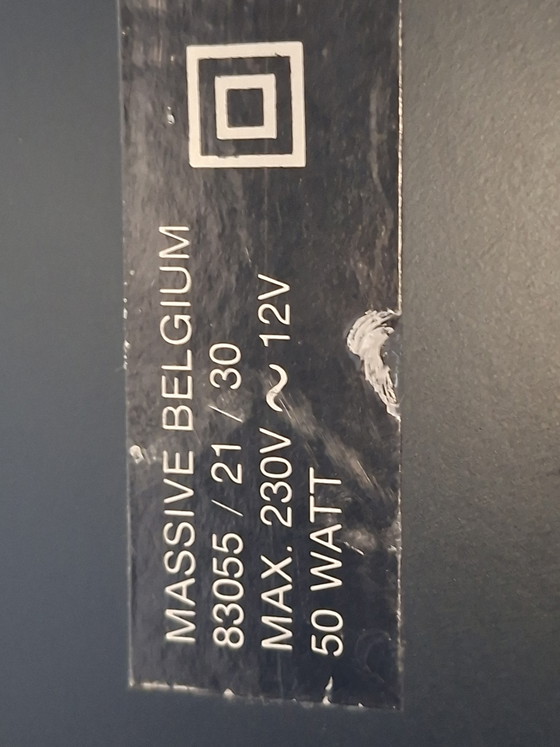 MASSIVE BELGIUM
83055 / 21 / 30
MAX. 230V ~ 12V
50 WATT